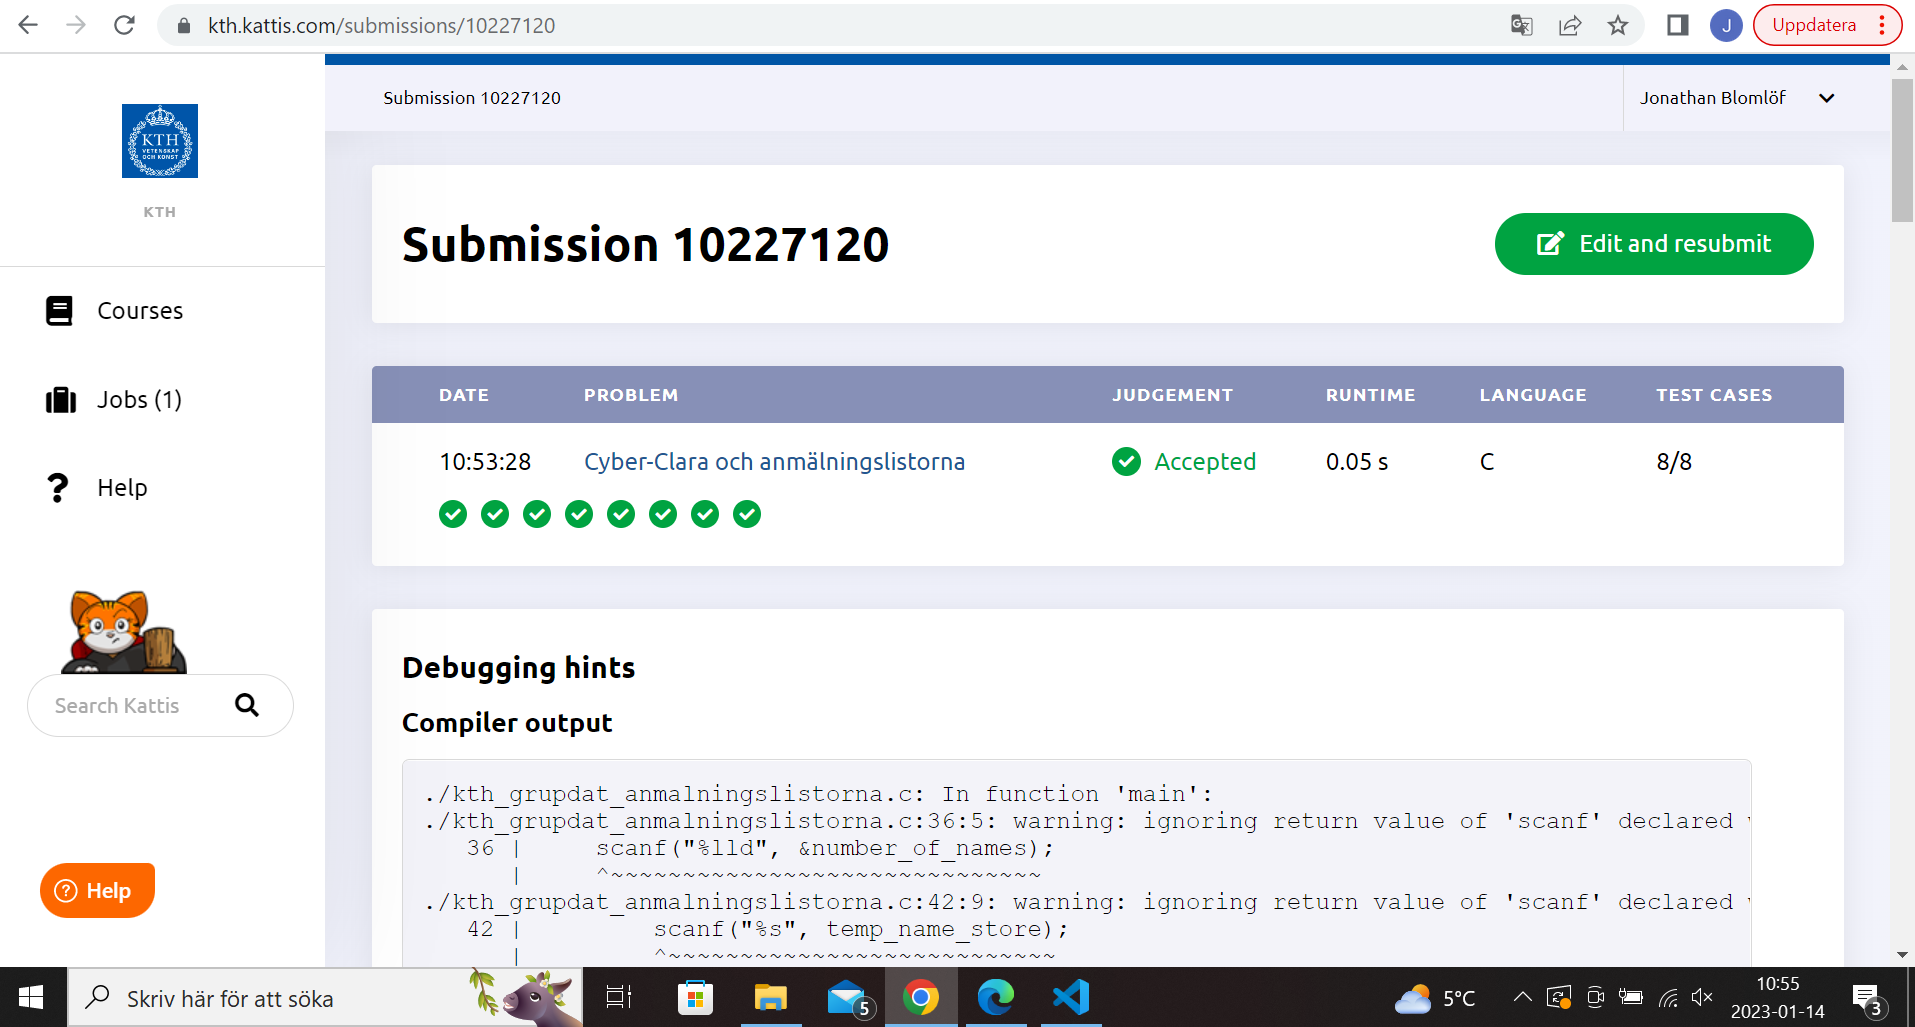 kth.kattis.com/submissions/10227120
J
Uppdatera
KTH
VETENSKAP
OCH KONST
KTH
Submission 10227120
Jonathan Blomlöf
Submission 10227120
Edit and resubmit
Courses
Jobs (1)
Help
DATE PROBLEM JUDGEMENT RUNTIME LANGUAGE TEST CASES
10:53:28 Cyber-Clara och anmälningslistorna Accepted 0.05 s C 8/8
Search Kattis
Debugging hints
Compiler output
./kth_grupdat_anmalningslistorna.c: In function 'main':
./kth_grupdat_anmalningslistorna.c:36:5: warning: ignoring return value of 'scanf' declared
36 | scanf("%lld", &number_of_names);
| ^~~~~~~~~~~~~~~~~~~~~~~~~~~~~~~
./kth_grupdat_anmalningslistorna.c:42:9: warning: ignoring return value of 'scanf' declared
42 | scanf("%s", temp_name_store);
| ^~~~~~~~~~~~~~~~~~~~~~~~~~~~
? Help
Skriv här för att söka
5
5°C
10:55
2023-01-14
3